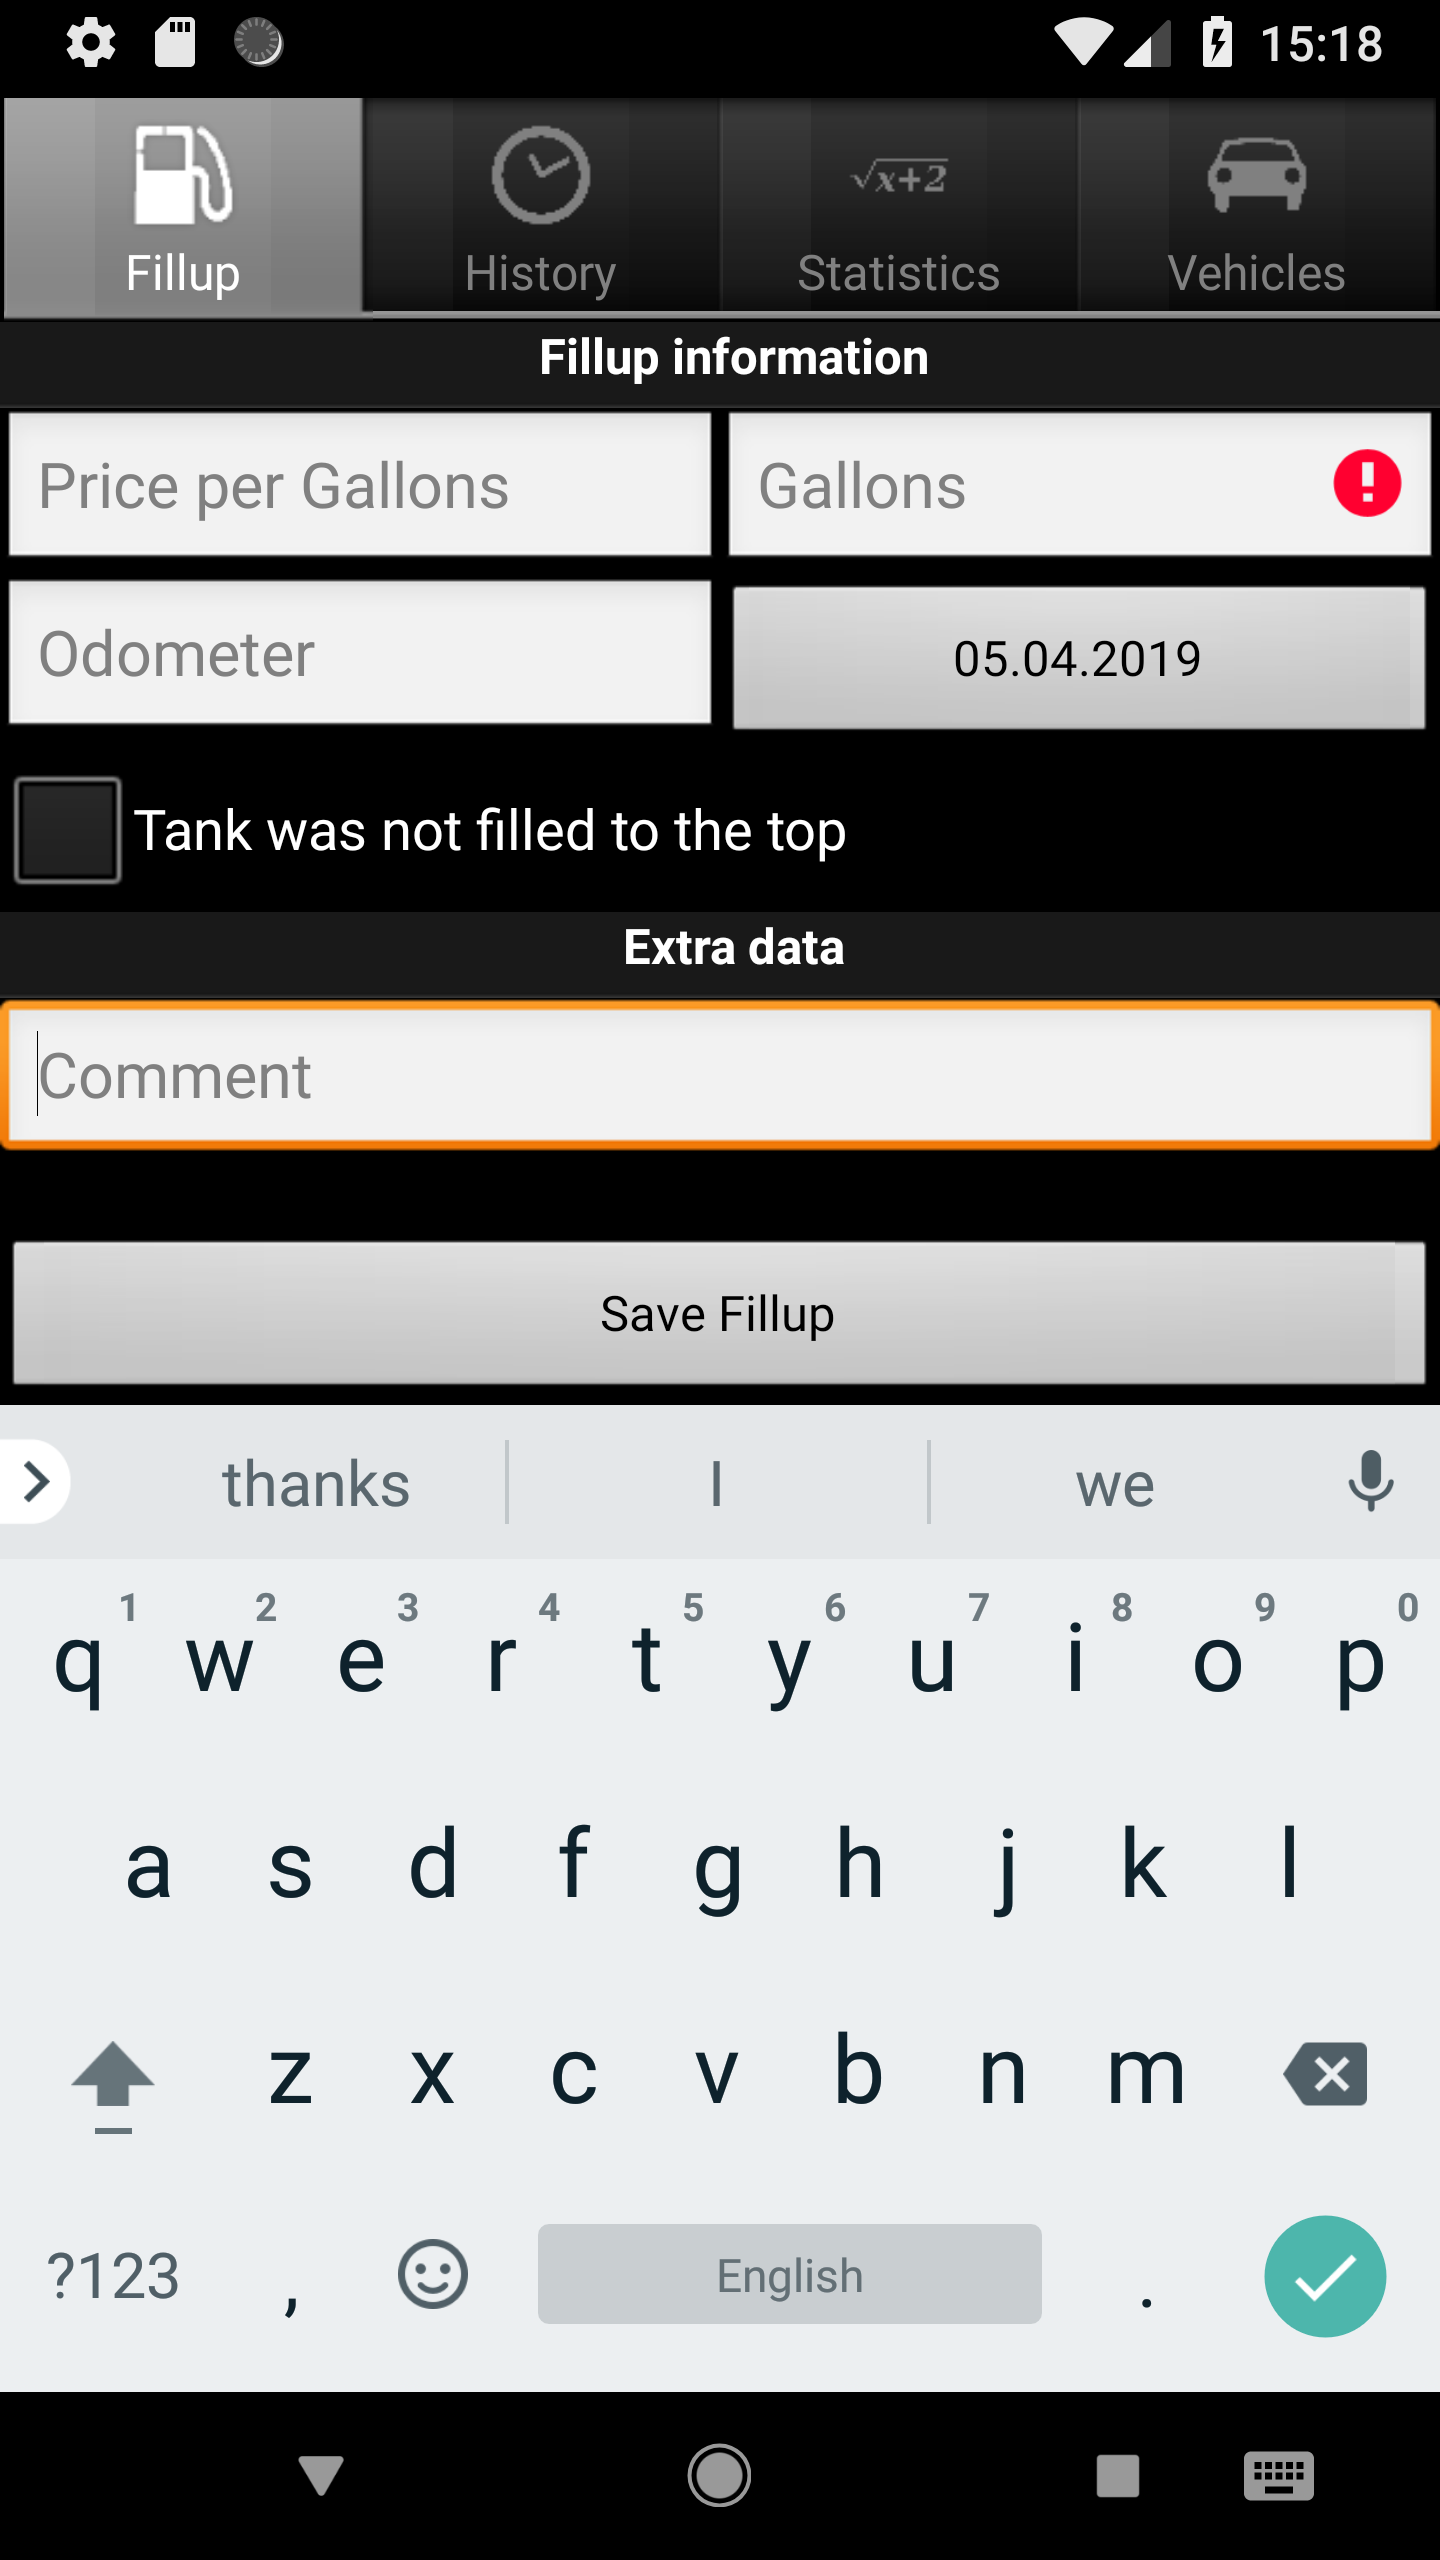 15:18
Fillup
History
√x+2
Statistics
Vehicles
Fillup information
Price per Gallons
Gallons
Odometer
05.04.2019
Tank was not filled to the top
Extra data
Comment
Save Fillup
thanks I we
1 2 3 4 5 6 7 8 9 0
q w e r t y u i o p
a s d f g h j k l
z x c v b n m
?123 , English .